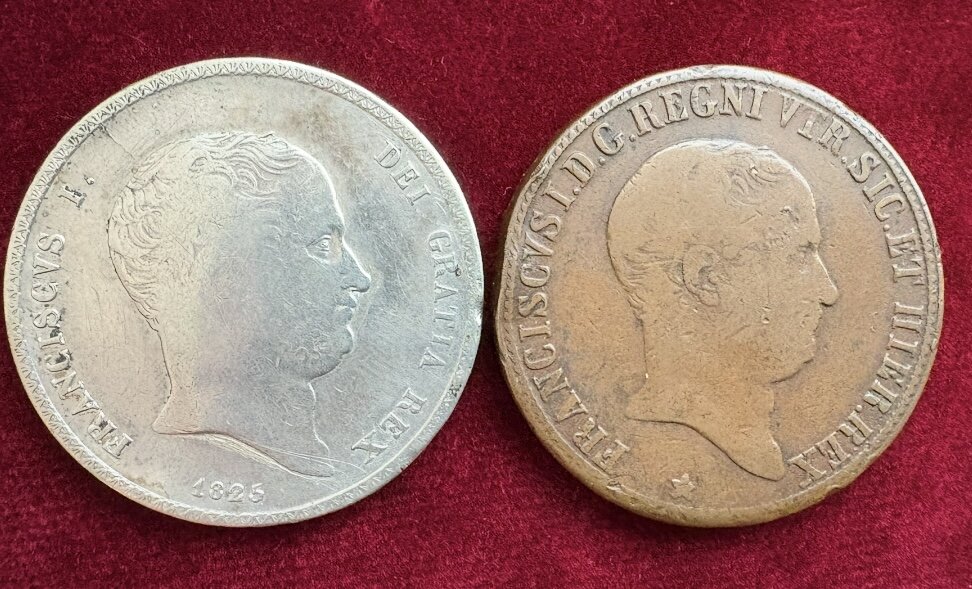 FRANCISCVS I. DEI GRATIA REX
1825
FRANCISCVS I.D.G.REGNI VTR.SIC.ET HIER.REX